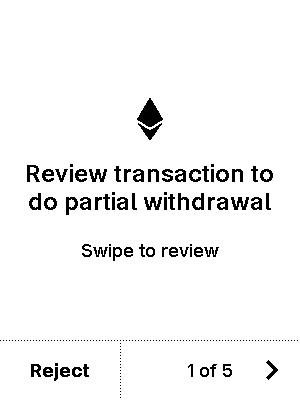 Review transaction to
do partial withdrawal
Swipe to review
Reject
1 of 5